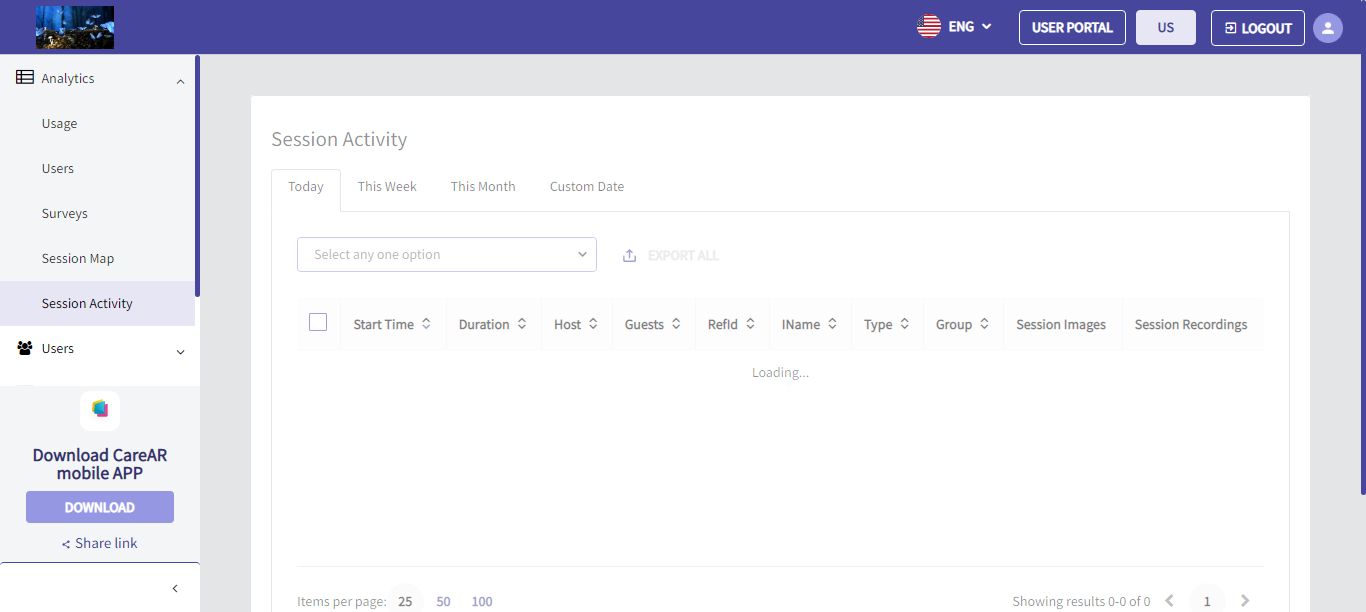 ENG
USER PORTAL
US
LOGOUT
Analytics
Usage
Users
Surveys
Session Map
Session Activity
Users
Download CareAR
mobile APP
DOWNLOAD
Share link
Session Activity
Today This Week This Month Custom Date
Select any one option
EXPORT ALL
Start Time Duration Host Guests RefId IName Type Group Session Images Session Recordings
Loading...
Items per page: 25 50 100
Showing results 0-0 of 0 1